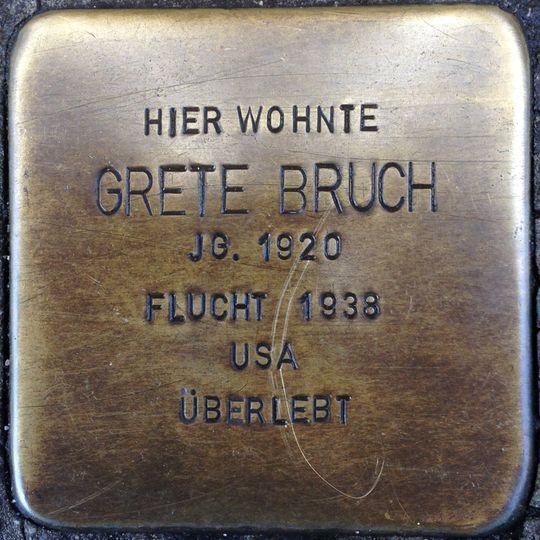 HIER WOHNTE
GRETE BRUCH
JG. 1920
FLUCHT 1938
USA
ÜBERLEBT